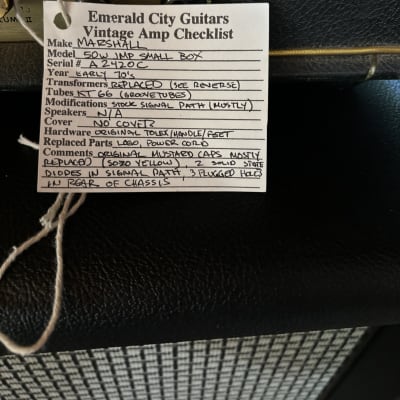 Emerald City Guitars
Vintage Amp Checklist
Make MARSHALL
Model 50W JMP SMALL BOX
Serial # A 2420C
Year EARLY 70's
Transformers REPLACED (SEE REVERSE)
Tubes KT 66 (GROOVETUBES)
Modifications STOCK SIGNAL PATH (MOSTLY)
Speakers N/A
Cover NO COVER
Hardware ORIGINAL TOLEX/HANDLE/FEET
Replaced Parts LOGO, POWER CORD
Comments ORIGINAL MUSTARD CAPS MOSTLY
REPLACED (SOZO YELLOW), 2 SOLID STATE
DIODES IN SIGNAL PATH, 3 PLUGGED HOLES
IN REAR OF CHASSIS